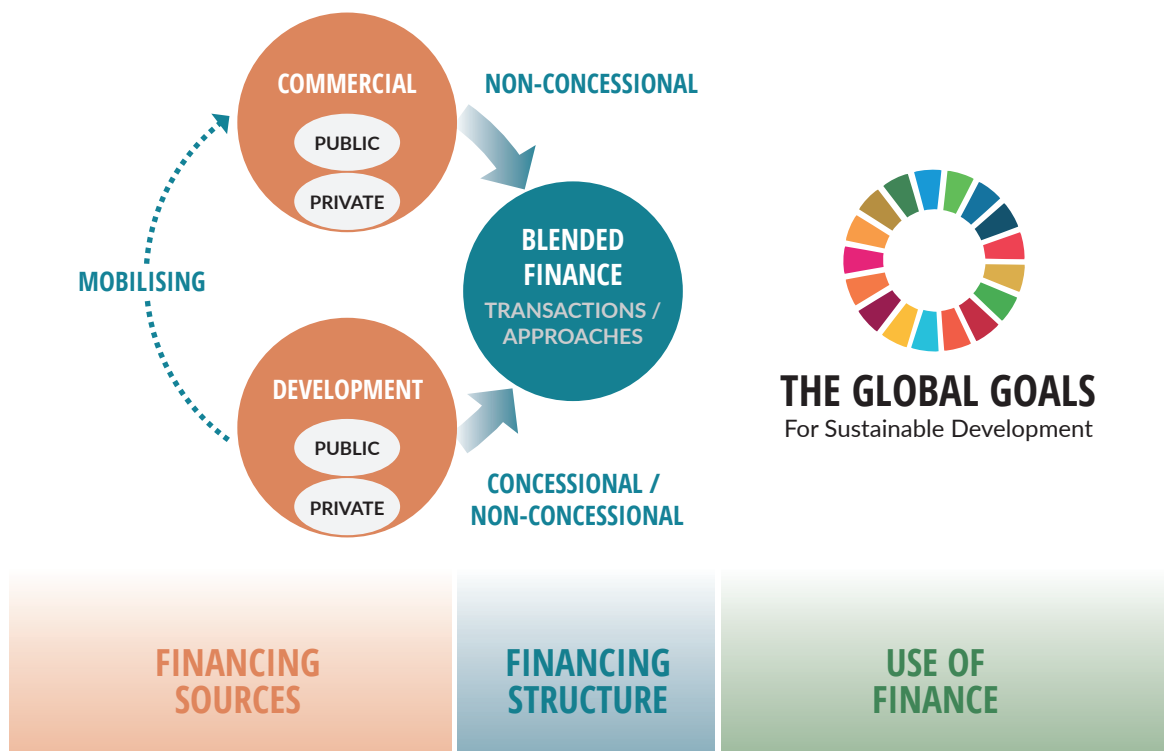 COMMERCIAL
PUBLIC
PRIVATE
NON-CONCESSIONAL
MOBILISING
BLENDED
FINANCE
TRANSACTIONS /
APPROACHES
DEVELOPMENT
PUBLIC
PRIVATE
CONCESSIONAL /
NON-CONCESSIONAL
THE GLOBAL GOALS
For Sustainable Development
FINANCING
SOURCES
FINANCING
STRUCTURE
USE OF
FINANCE